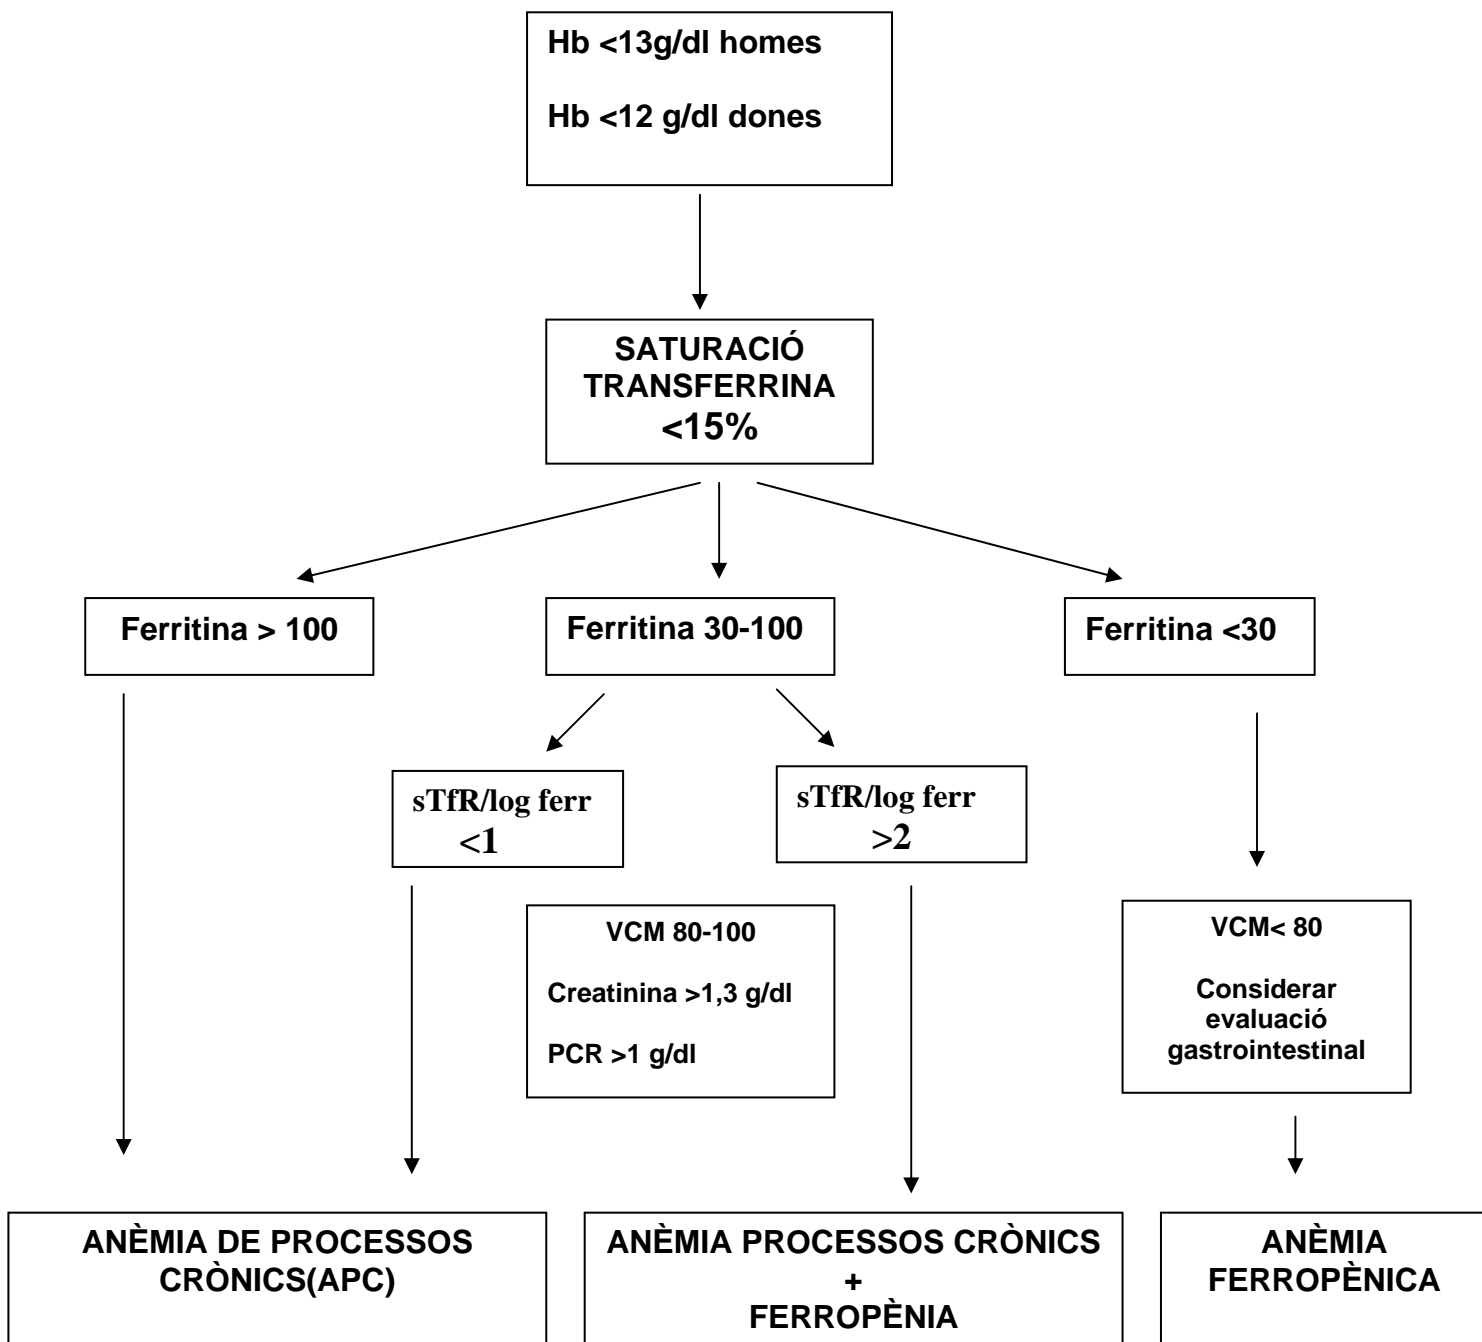 Hb <13g/dl homes
Hb <12 g/dl dones
SATURACIÓ
TRANSFERRINA
<15%
Ferritina > 100
Ferritina 30-100
Ferritina <30
sTfR/log ferr
<1
sTfR/log ferr
>2
VCM 80-100
Creatinina >1,3 g/dl
PCR >1 g/dl
VCM< 80
Considerar
evaluació
gastrointestinal
ANÈMIA DE PROCESSOS
CRÒNICS(APC)
ANÈMIA PROCESSOS CRÒNICS
+
FERROPÈNIA
ANÈMIA
FERROPÈNICA